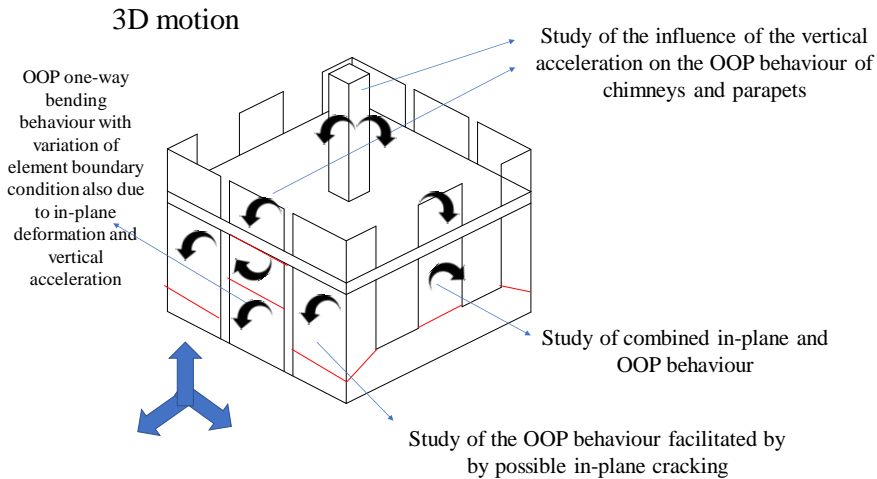 3D motion
Study of the influence of the vertical
acceleration on the OOP behaviour of
chimneys and parapets
OOP one-way
bending
behaviour with
variation of
element boundary
condition also due
to in-plane
deformation and
vertical
acceleration
Study of combined in-plane and
OOP behaviour
Study of the OOP behaviour facilitated by
by possible in-plane cracking